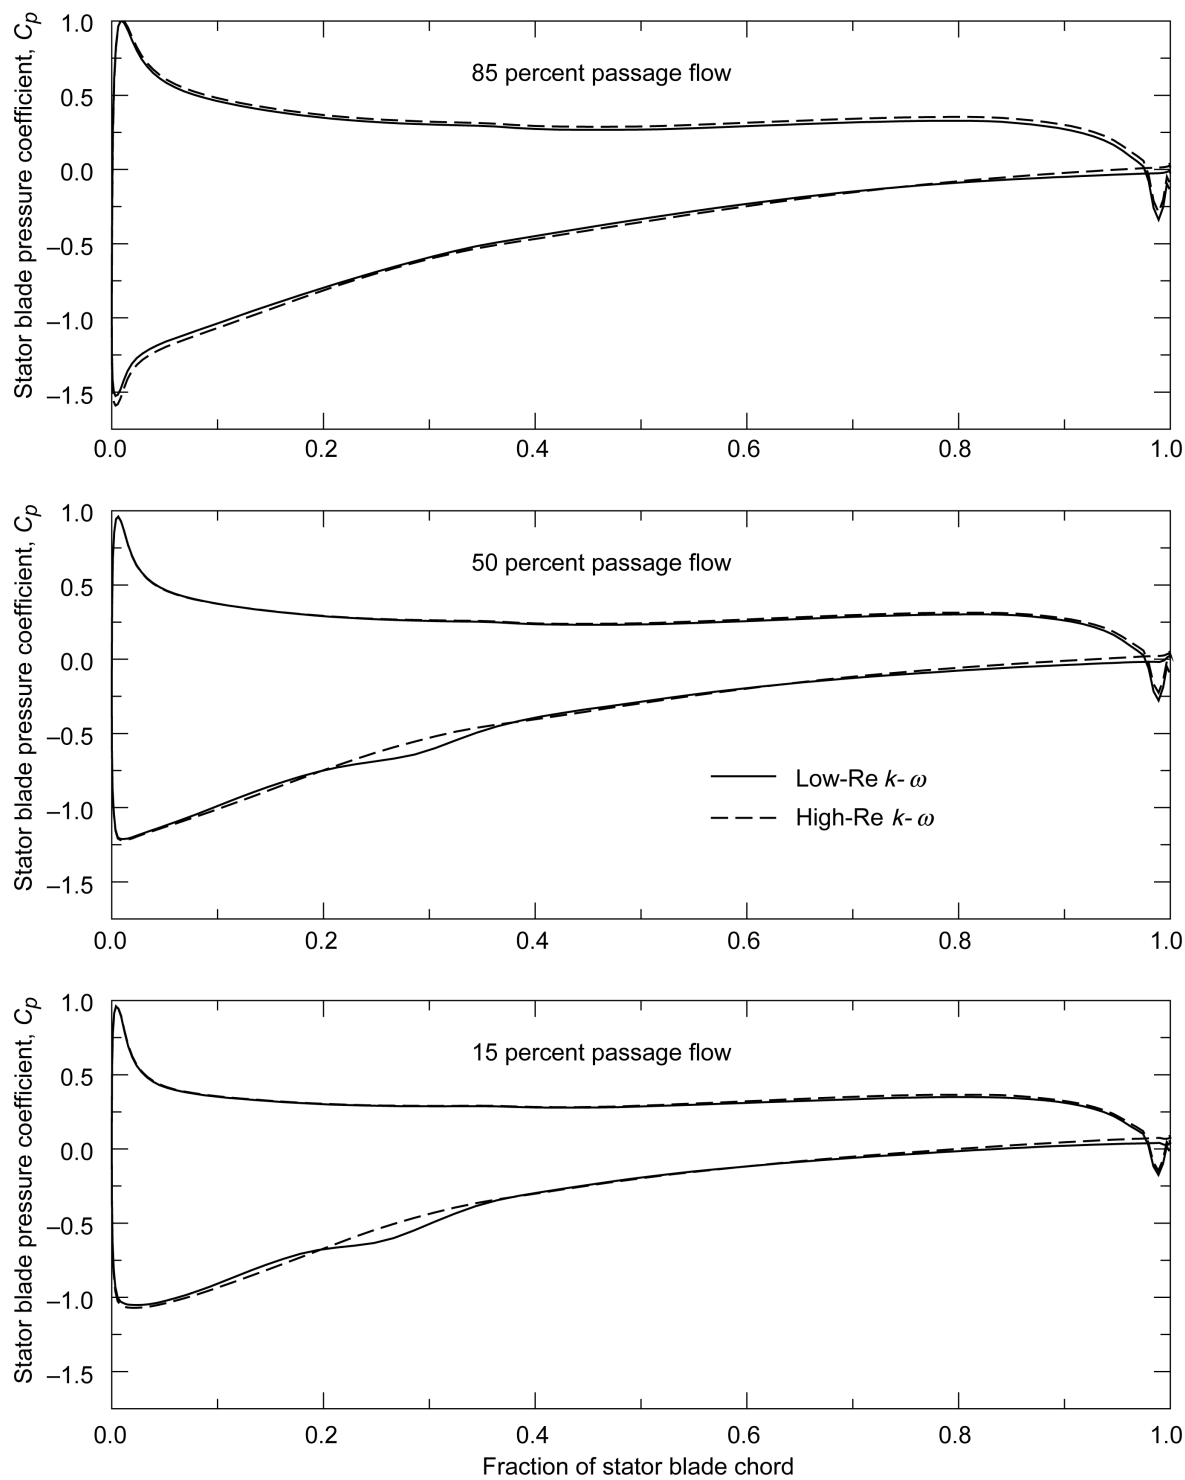 Stator blade pressure coefficient, Cp
1.0
0.5
0.0
–0.5
–1.0
–1.5
85 percent passage flow
0.0 0.2 0.4 0.6 0.8 1.0
Stator blade pressure coefficient, Cp
1.0
0.5
0.0
–0.5
–1.0
–1.5
50 percent passage flow
Low-Re k- ω
High-Re k- ω
0.0 0.2 0.4 0.6 0.8 1.0
Stator blade pressure coefficient, Cp
1.0
0.5
0.0
–0.5
–1.0
–1.5
15 percent passage flow
0.0 0.2 0.4 0.6 0.8 1.0
Fraction of stator blade chord